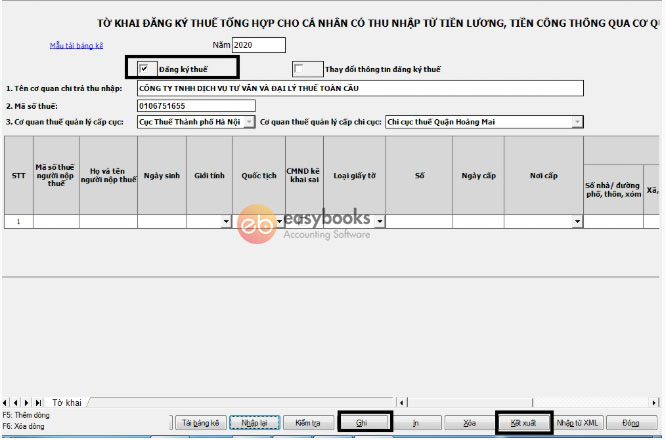 TỜ KHAI ĐĂNG KÝ THUẾ TỔNG HỢP CHO CÁ NHÂN CÓ THU NHẬP TỪ TIỀN LƯƠNG, TIỀN CÔNG THÔNG QUA CƠ QU
Mẫu tải bảng kê
Năm 2020
Đăng ký thuế
Thay đổi thông tin đăng ký thuế
1. Tên cơ quan chi trả thu nhập: CÔNG TY TNHH DỊCH VỤ TƯ VẤN VÀ ĐẠI LÝ THUẾ TOÀN CẦU
2. Mã số thuế: 0106751655
3. Cơ quan thuế quản lý cấp cục: Cục Thuế Thành phố Hà Nội Cơ quan thuế quản lý cấp chi cục: Chi cục thuế Quận Hoàng Mai
STT Mã số thuế người nộp thuế Họ và tên người nộp thuế Ngày sinh Giới tính Quốc tịch CMND kê khai sai Loại giấy tờ Số Ngày cấp Nơi cấp Số nhà/ đường phố, thôn, xóm Xã,
1
eb easybooks
Accounting Software
Tờ khai
F5: Thêm dòng
F6: Xóa dòng
Tải bảng kê Nhập lại Kiểm tra Ghi In Xóa Kết xuất Nhập từ XML Đóng